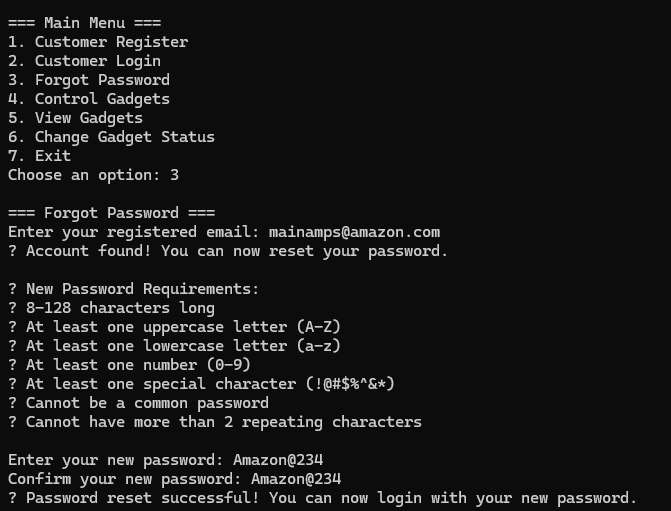 === Main Menu ===
1. Customer Register
2. Customer Login
3. Forgot Password
4. Control Gadgets
5. View Gadgets
6. Change Gadget Status
7. Exit
Choose an option: 3
=== Forgot Password ===
Enter your registered email: mainamps@amazon.com
? Account found! You can now reset your password.
? New Password Requirements:
? 8-128 characters long
? At least one uppercase letter (A-Z)
? At least one lowercase letter (a-z)
? At least one number (0-9)
? At least one special character (!@#$%^&*)
? Cannot be a common password
? Cannot have more than 2 repeating characters
Enter your new password: Amazon@234
Confirm your new password: Amazon@234
? Password reset successful! You can now login with your new password.